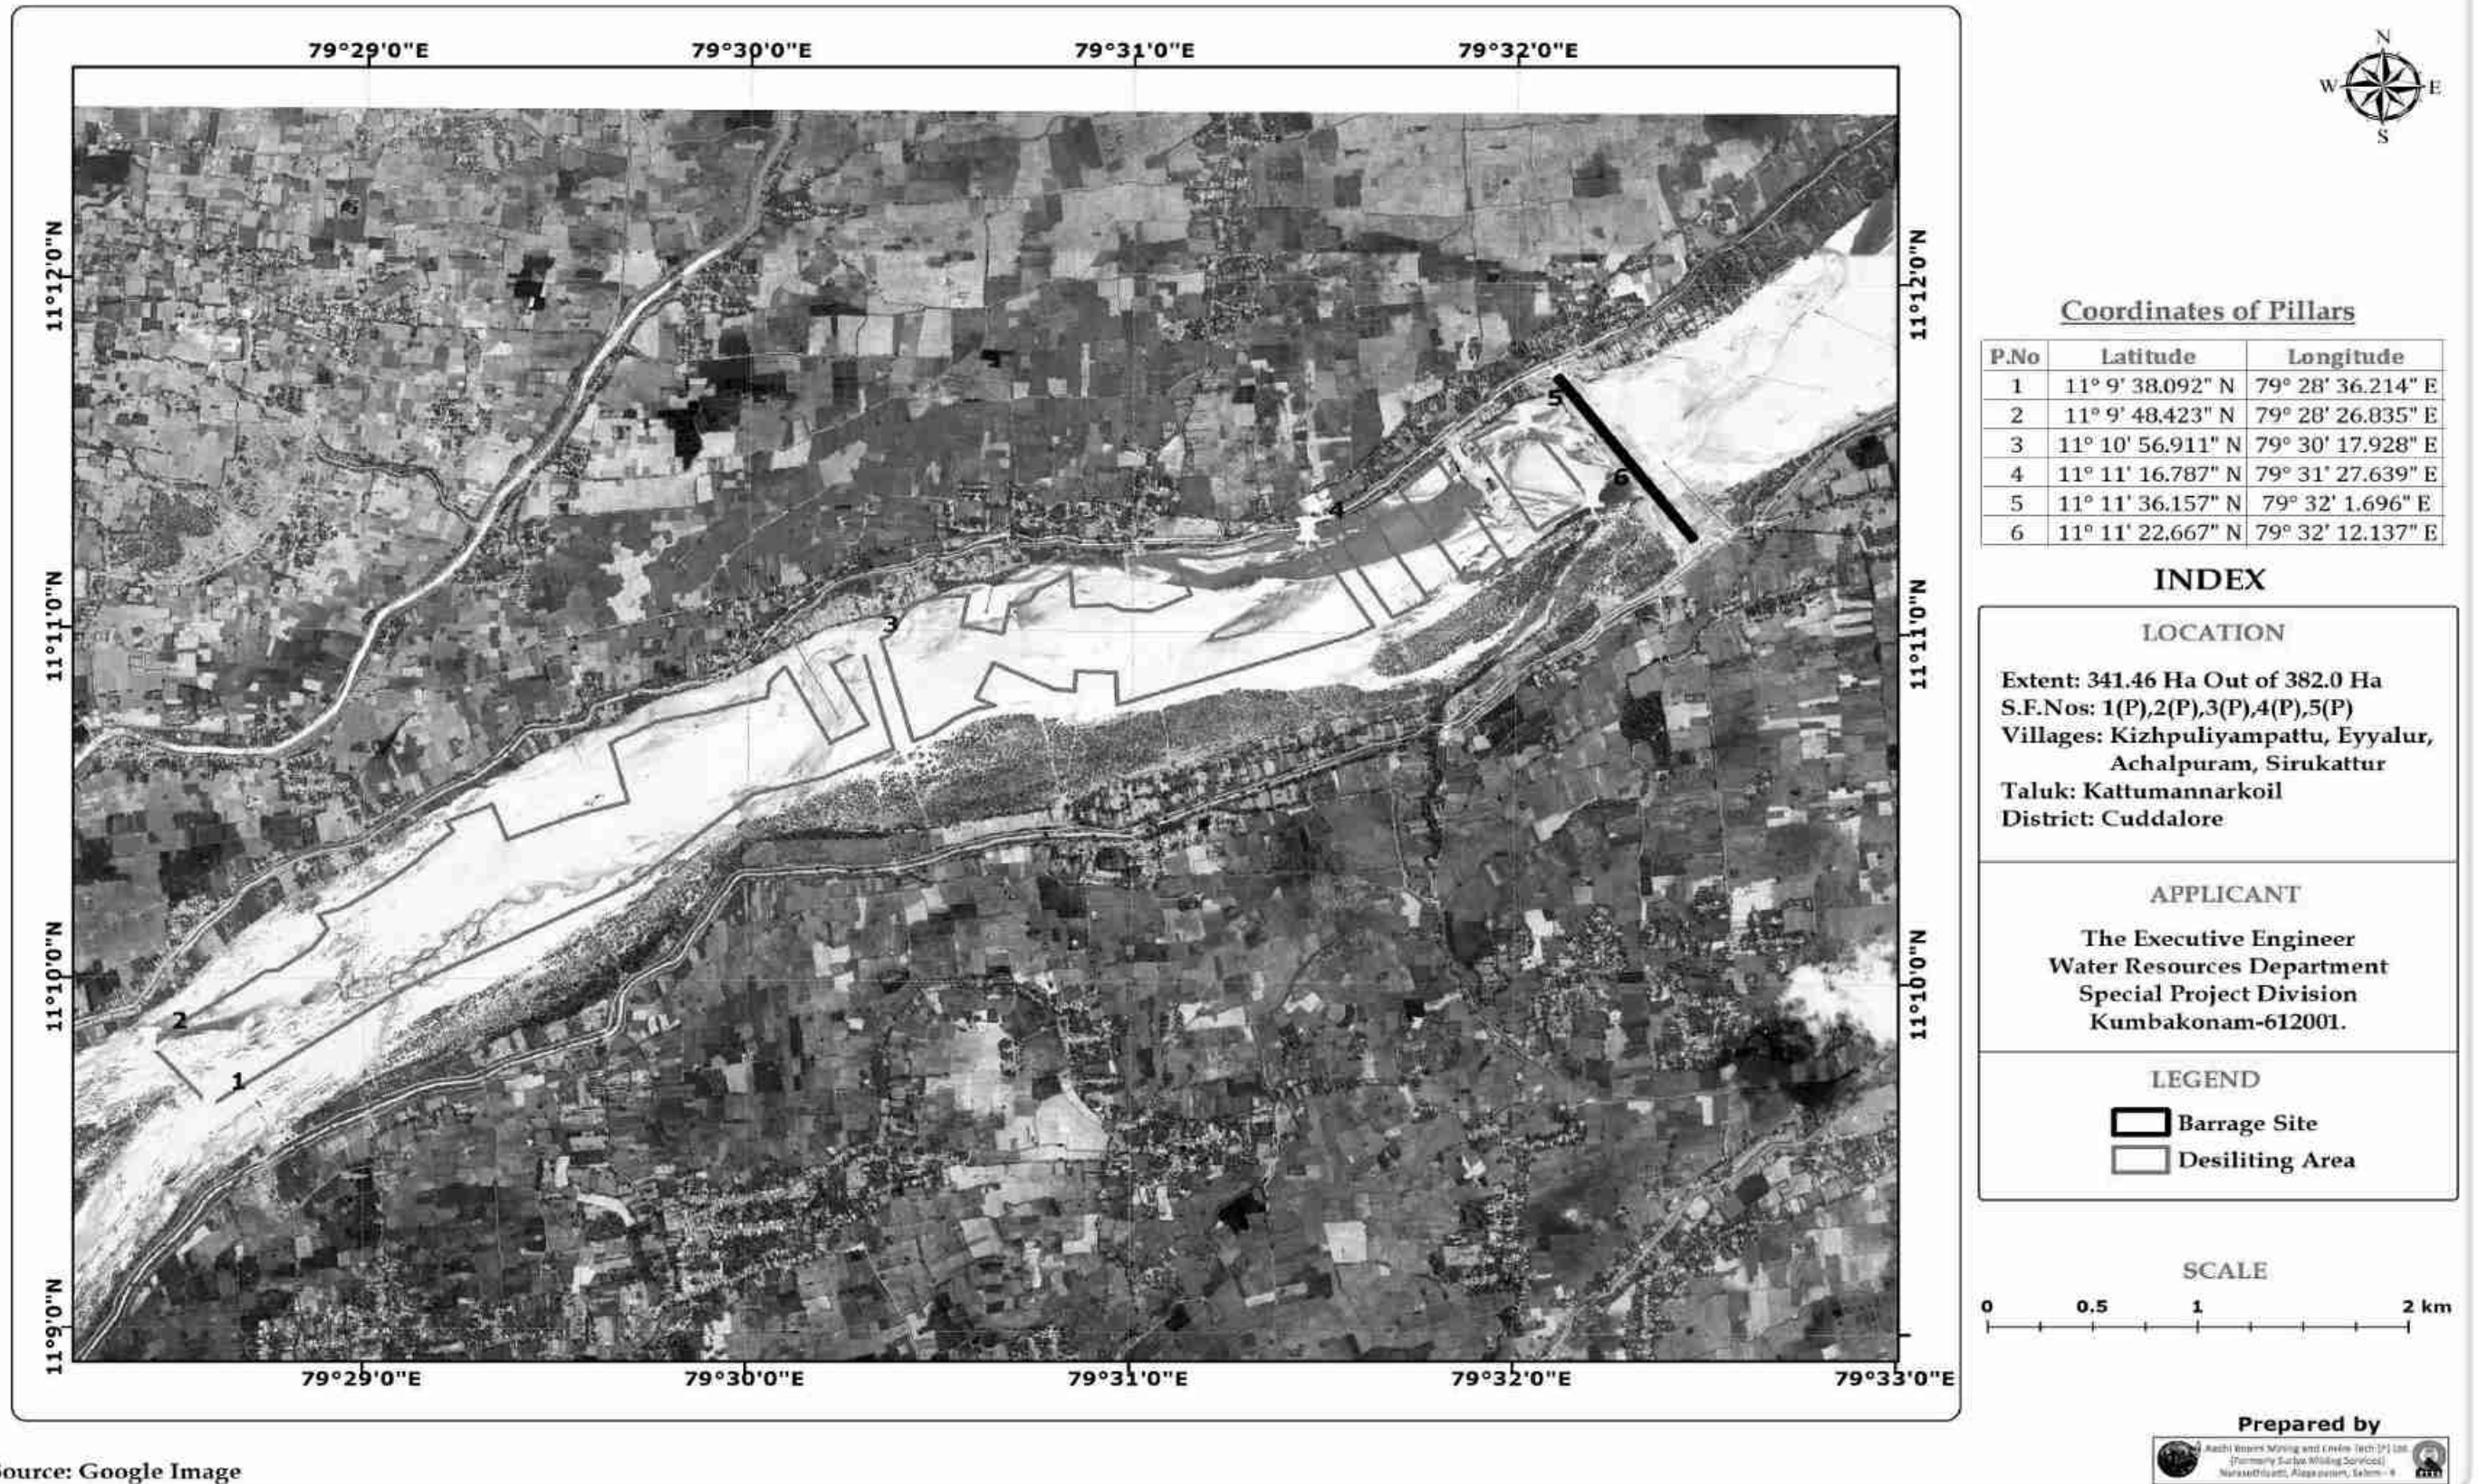 79°29'0"E 79°30'0"E 79°31'0"E 79°32'0"E
N
W E
S
11°12'0"N
11°11'0"N
11°10'0"N
11°9'0"N
11°12'0"N
11°11'0"N
11°10'0"N
5
6
4
3
2
1
79°29'0"E 79°30'0"E 79°31'0"E 79°32'0"E 79°33'0"E
Coordinates of Pillars
P.No Latitude Longitude
1 11° 9' 38.092" N 79° 28' 36.214" E
2 11° 9' 48.423" N 79° 28' 26.835" E
3 11° 10' 56.911" N 79° 30' 17.928" E
4 11° 11' 16.787" N 79° 31' 27.639" E
5 11° 11' 36.157" N 79° 32' 1.696" E
6 11° 11' 22.667" N 79° 32' 12.137" E
INDEX
LOCATION
Extent: 341.46 Ha Out of 382.0 Ha
S.F.Nos: 1(P),2(P),3(P),4(P),5(P)
Villages: Kizhpuliyampattu, Eyyalur,
Achalpuram, Sirukattur
Taluk: Kattumannarkoil
District: Cuddalore
APPLICANT
The Executive Engineer
Water Resources Department
Special Project Division
Kumbakonam-612001.
LEGEND
Barrage Site
Desiliting Area
SCALE
0 0.5 1 2 km
Prepared by
Source: Google Image